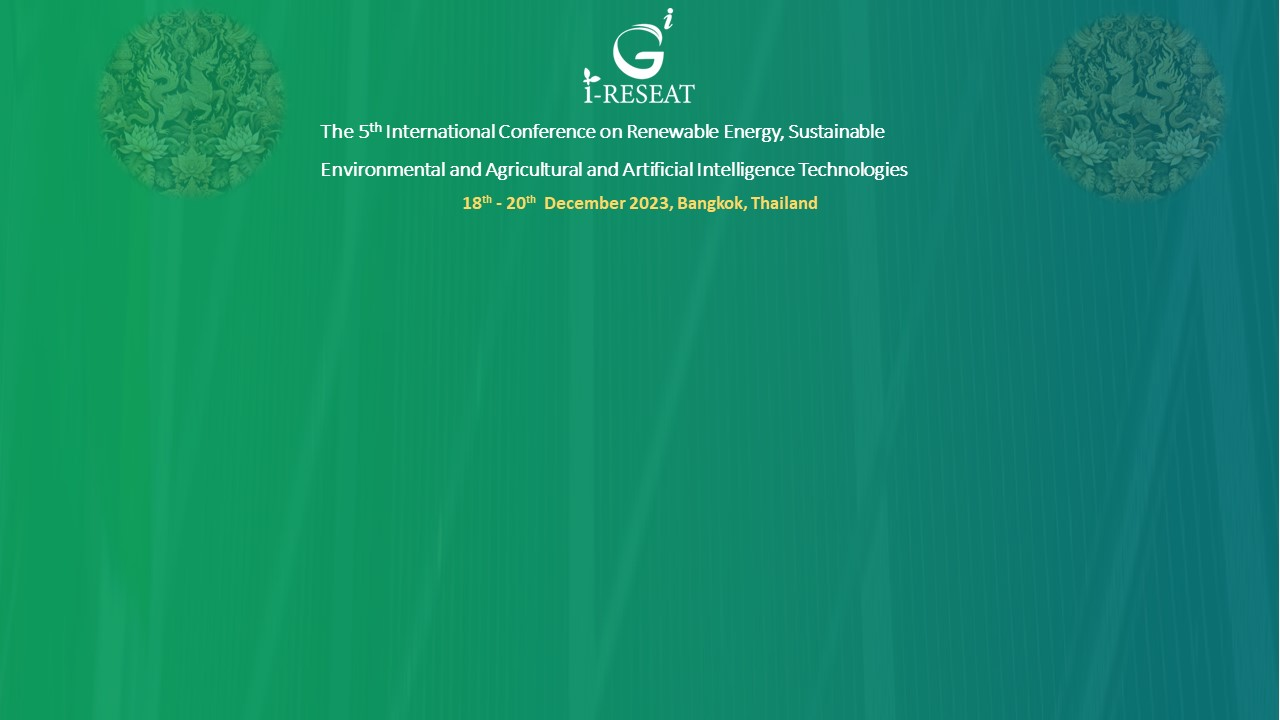 Gi
i-RESEAT
The 5th International Conference on Renewable Energy, Sustainable
Environmental and Agricultural and Artificial Intelligence Technologies
18th - 20th December 2023, Bangkok, Thailand